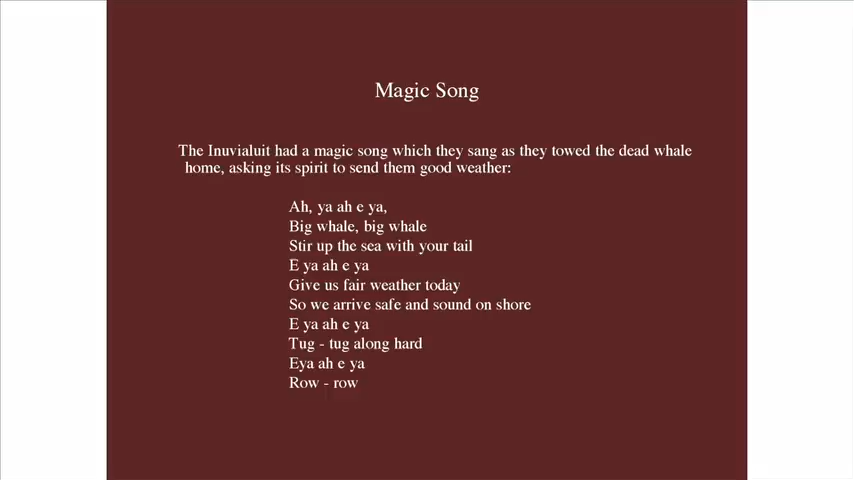 Magic Song
The Inuvialuit had a magic song which they sang as they towed the dead whale
home, asking its spirit to send them good weather:
Ah, ya ah e ya,
Big whale, big whale
Stir up the sea with your tail
E ya ah e ya
Give us fair weather today
So we arrive safe and sound on shore
E ya ah e ya
Tug - tug along hard
Eya ah e ya
Row - row